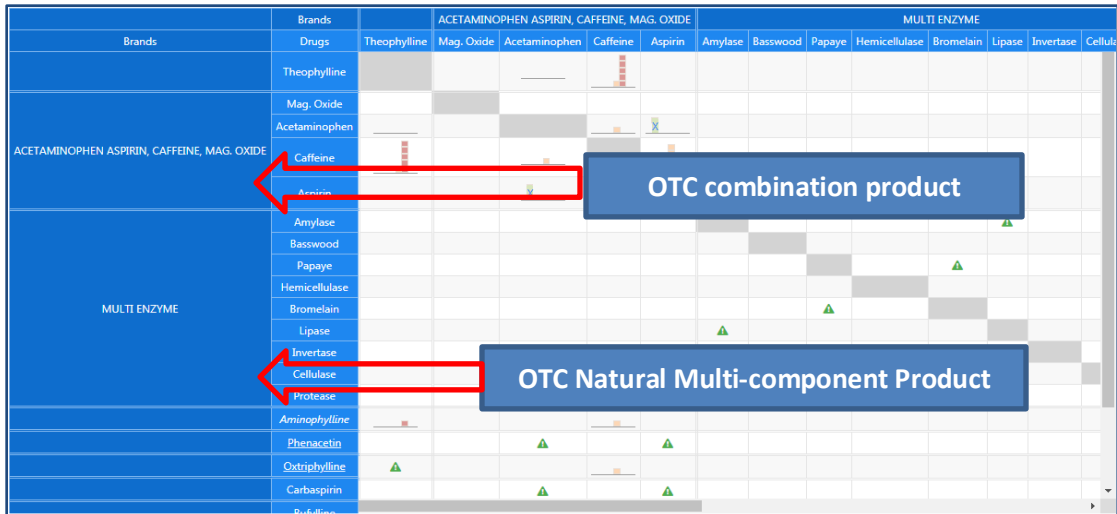 Brands ACETAMINOPHEN ASPIRIN, CAFFEINE, MAG. OXIDE MULTI ENZYME
Brands Drugs Theophylline Mag. Oxide Acetaminophen Caffeine Aspirin Amylase Basswood Papaye Hemicellulase Bromelain Lipase Invertase Cellula
Theophylline
Mag. Oxide
Acetaminophen X
ACETAMINOPHEN ASPIRIN, CAFFEINE, MAG. OXIDE Caffeine
OTC combination product
Aspirin X
Amylase
Basswood
Papaye
Hemicellulase
MULTI ENZYME Bromelain
Lipase
Invertase
Cellulase
OTC Natural Multi-component Product
Protease
Aminophylline
Phenacetin
Oxtriphylline
Carbaspirin
Bufylline